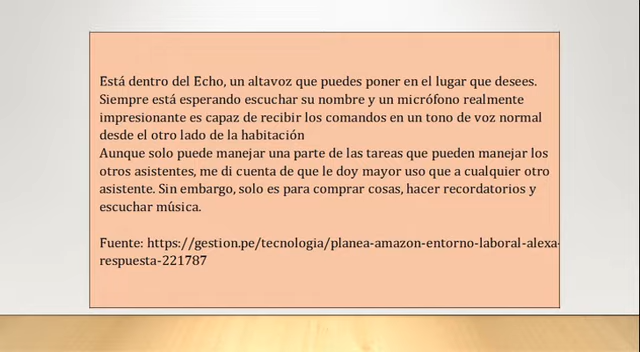 Está dentro del Echo, un altavoz que puedes poner en el lugar que desees.
Siempre está esperando escuchar su nombre y un micrófono realmente
impresionante es capaz de recibir los comandos en un tono de voz normal
desde el otro lado de la habitación
Aunque solo puede manejar una parte de las tareas que pueden manejar los
otros asistentes, me di cuenta de que le doy mayor uso que a cualquier otro
asistente. Sin embargo, solo es para comprar cosas, hacer recordatorios y
escuchar música.
Fuente: https://gestion.pe/tecnologia/planea-amazon-entorno-laboral-alexa-
respuesta-221787